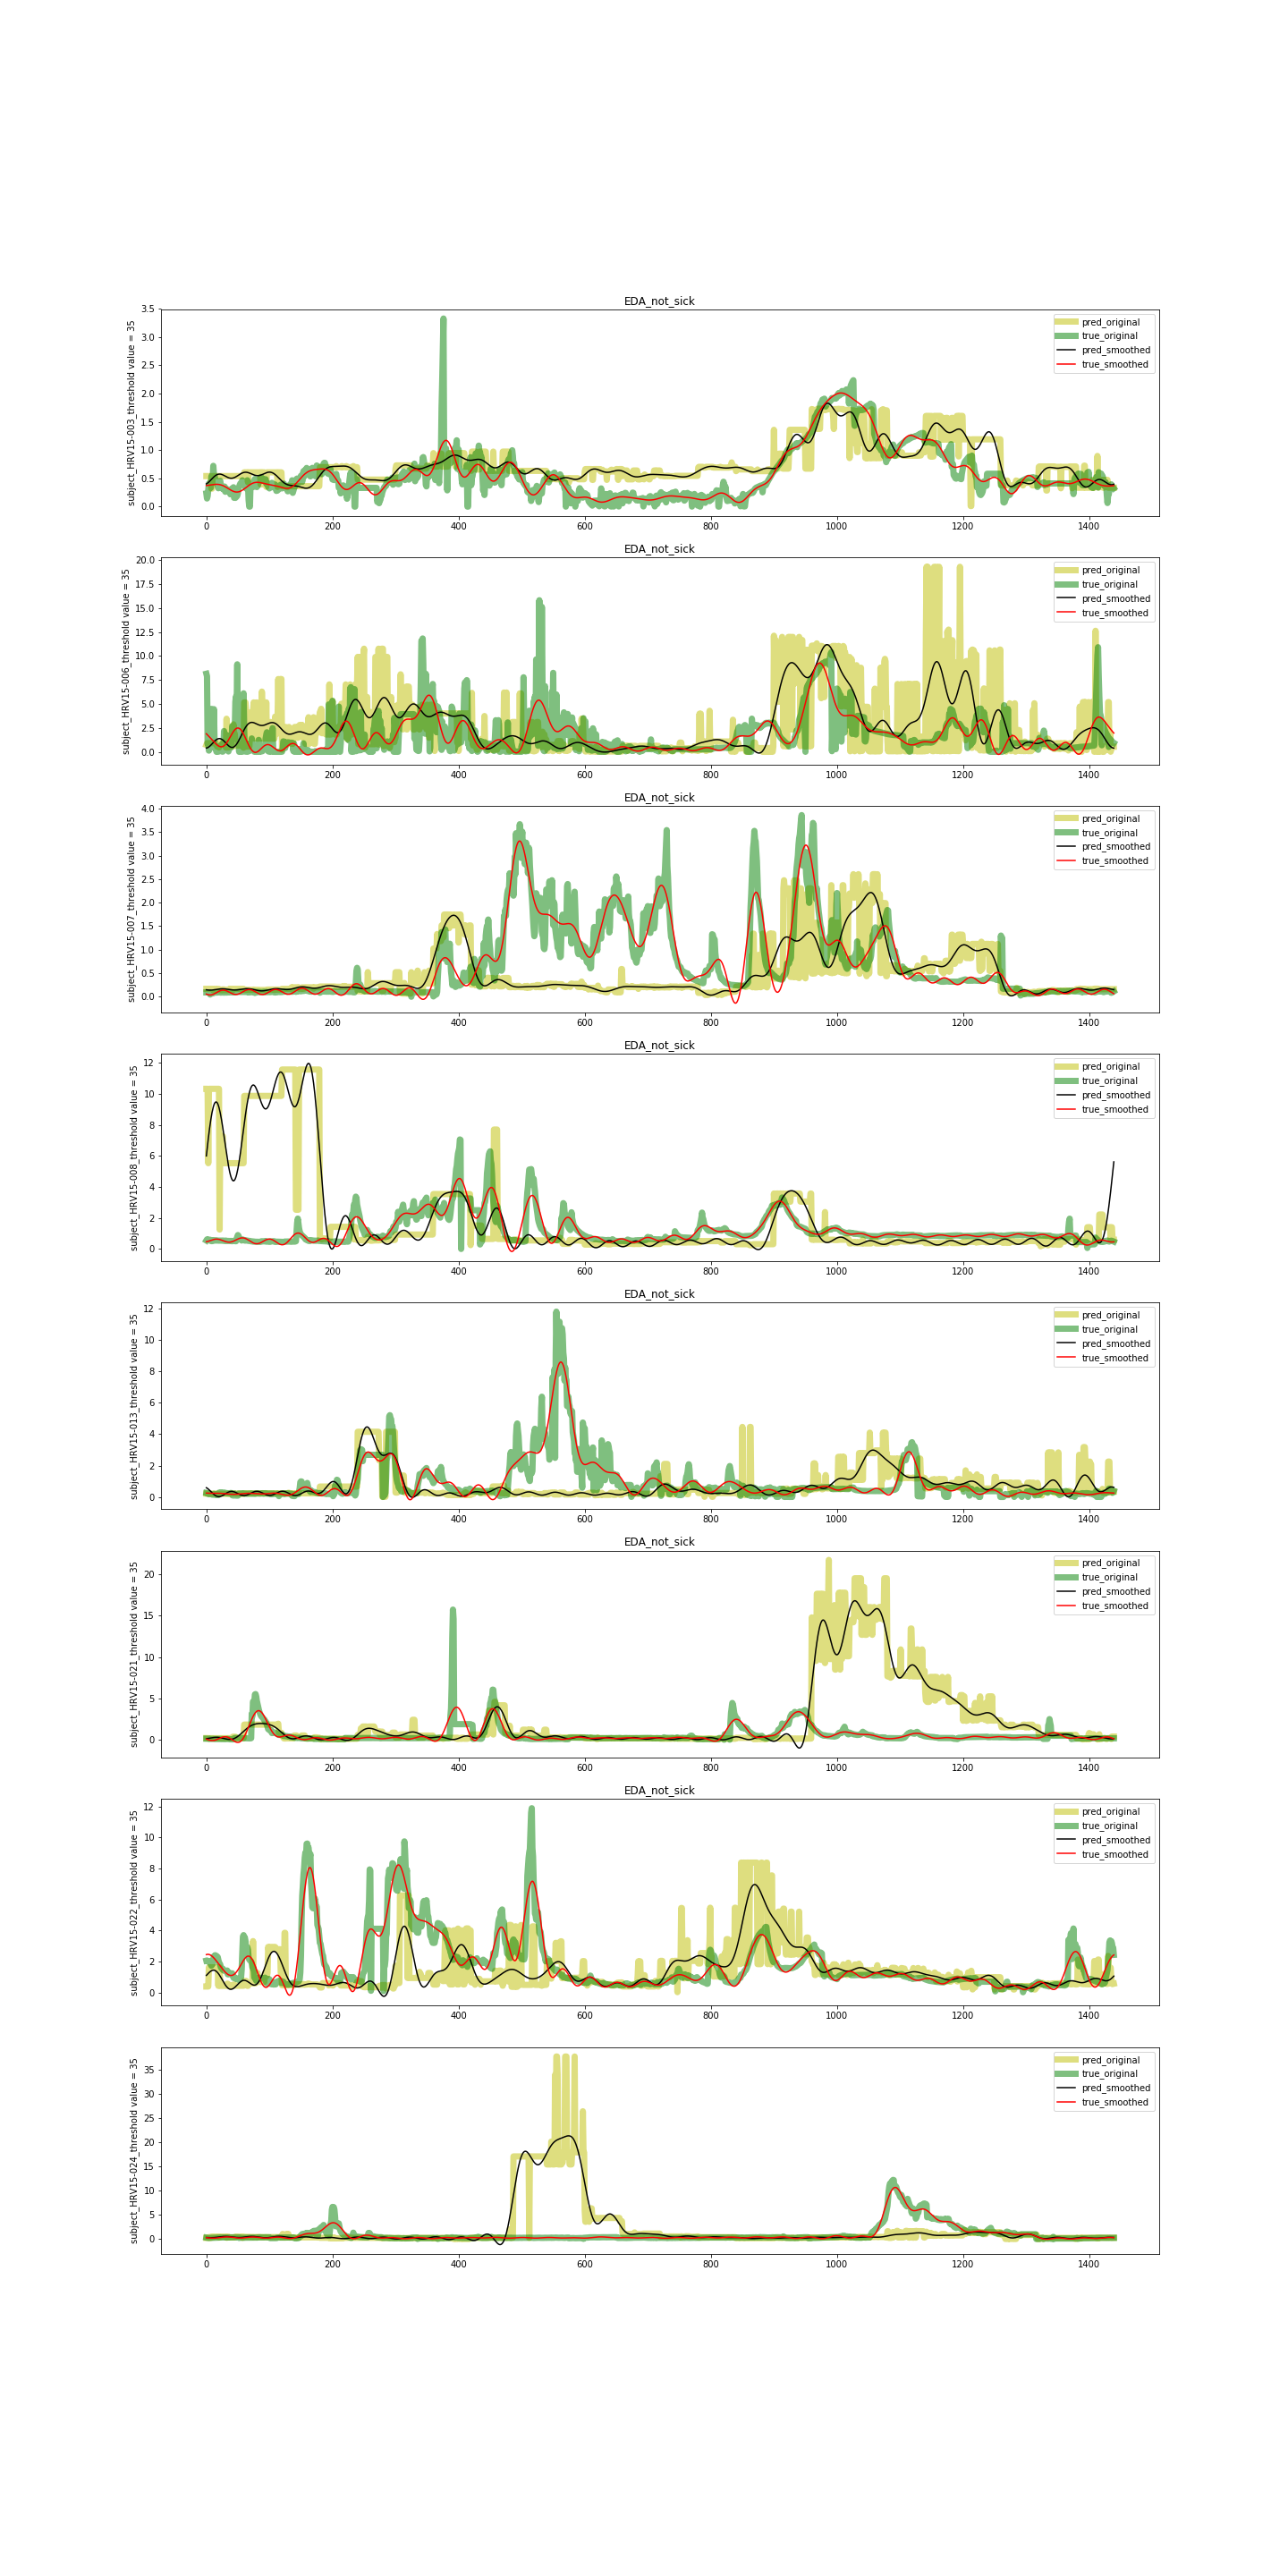 EDA_not_sick
subject_HRV15-003_threshold value = 35
3.5
3.0
2.5
2.0
1.5
1.0
0.5
0.0
pred_original
true_original
pred_smoothed
true_smoothed
0 200 400 600 800 1000 1200 1400
EDA_not_sick
subject_HRV15-006_threshold value = 35
20.0
17.5
15.0
12.5
10.0
7.5
5.0
2.5
0.0
pred_original
true_original
pred_smoothed
true_smoothed
0 200 400 600 800 1000 1200 1400
EDA_not_sick
subject_HRV15-007_threshold value = 35
4.0
3.5
3.0
2.5
2.0
1.5
1.0
0.5
0.0
pred_original
true_original
pred_smoothed
true_smoothed
0 200 400 600 800 1000 1200 1400
EDA_not_sick
subject_HRV15-008_threshold value = 35
12
10
8
6
4
2
0
pred_original
true_original
pred_smoothed
true_smoothed
0 200 400 600 800 1000 1200 1400
EDA_not_sick
subject_HRV15-013_threshold value = 35
12
10
8
6
4
2
0
pred_original
true_original
pred_smoothed
true_smoothed
0 200 400 600 800 1000 1200 1400
EDA_not_sick
subject_HRV15-021_threshold value = 35
20
15
10
5
0
pred_original
true_original
pred_smoothed
true_smoothed
0 200 400 600 800 1000 1200 1400
EDA_not_sick
subject_HRV15-022_threshold value = 35
12
10
8
6
4
2
0
pred_original
true_original
pred_smoothed
true_smoothed
0 200 400 600 800 1000 1200 1400
subject_HRV15-024_threshold value = 35
35
30
25
20
15
10
5
0
pred_original
true_original
pred_smoothed
true_smoothed
0 200 400 600 800 1000 1200 1400